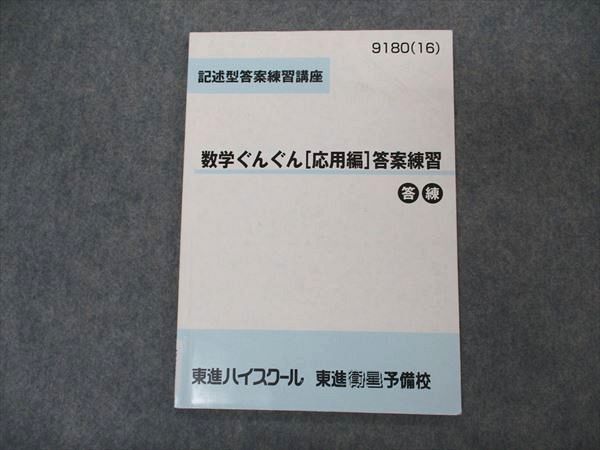 9180(16)
記述型答案練習講座
数学ぐんぐん[応用編]答案練習
答練
東進ハイスクール 東進衛星予備校